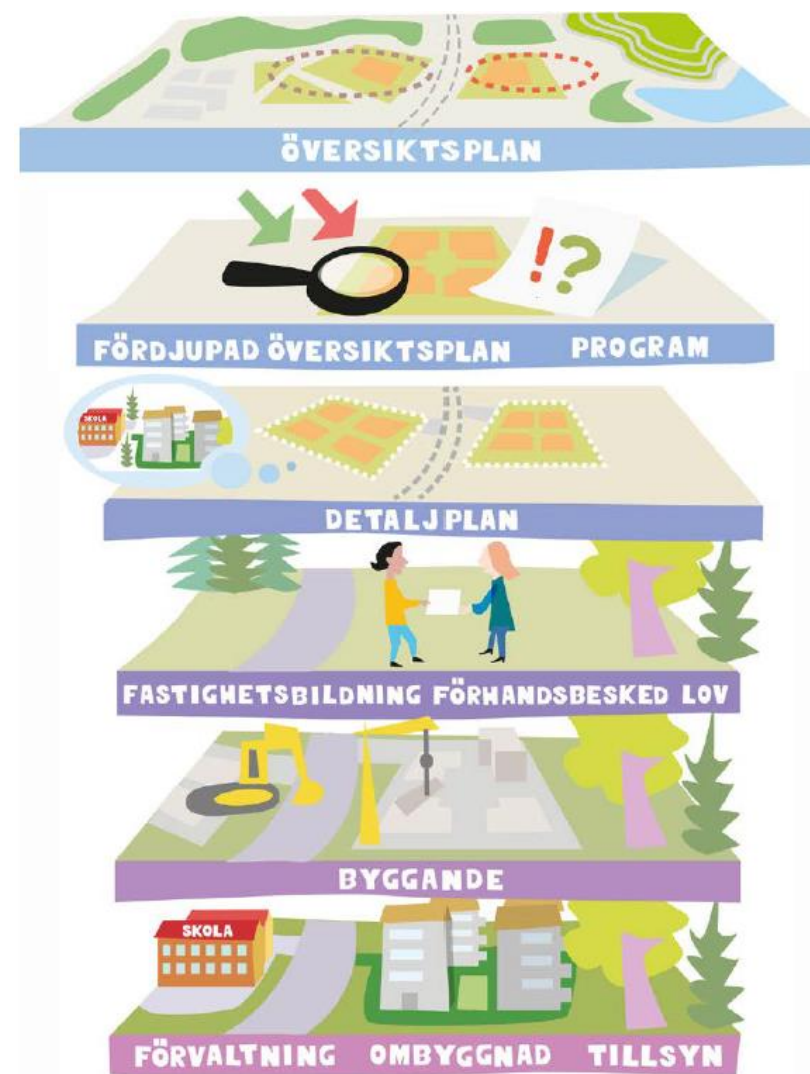 ÖVERSIKTSPLAN
!?
FÖRDJUPAD ÖVERSIKTSPLAN PROGRAM
SKOLA
DETALJPLAN
FASTIGHETSBILDNING FÖRHANDSBESKED LOV
BYGGANDE
SKOLA
FÖRVALTNING OMBYGGNAD TILLSYN